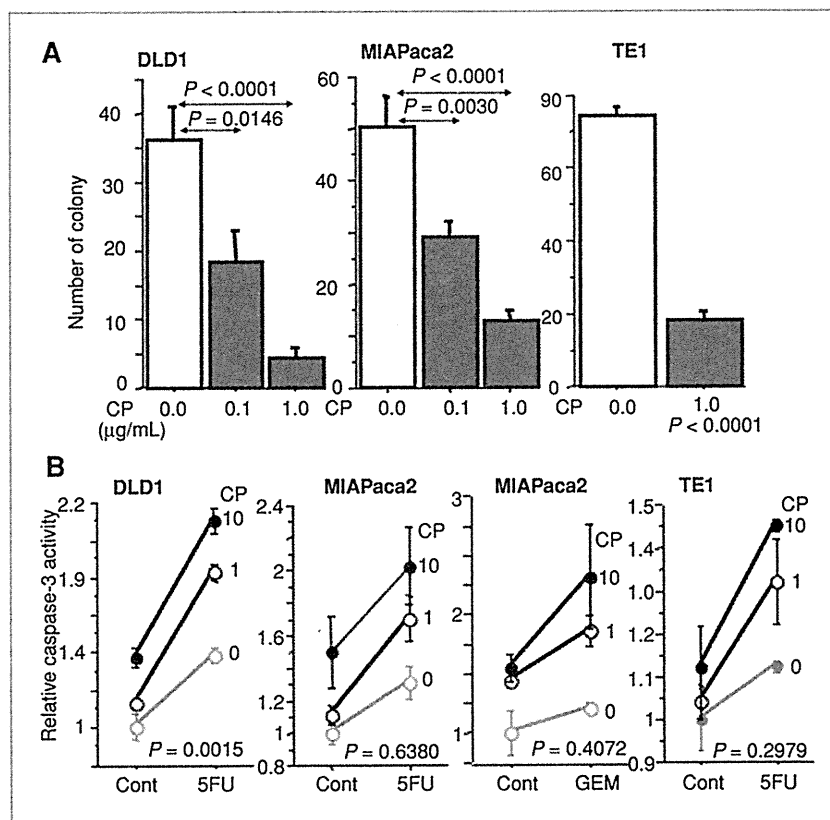 A
DLD1
MIAPaca2
TE1
P < 0.0001
P = 0.0146
P < 0.0001
P = 0.0030
Number of colony
40
35
20
10
5
0
60
40
20
0
90
80
60
40
20
0
CP
(μg/mL)
0.0
0.1
1.0
0.0
0.1
1.0
0.0
1.0
P < 0.0001
B
DLD1
MIAPaca2
MIAPaca2
TE1
Relative caspase-3 activity
2.2
1.9
1.4
1
CP
10
1
0
P = 0.0015
Cont
5FU
2.4
2
1.6
1.2
1
0.8
CP
10
1
0
P = 0.6380
Cont
5FU
3
2
1
CP
10
1
0
P = 0.4072
Cont
GEM
1.5
1.4
1.0
1.2
1.1
1
0.9
CP
10
1
0
P = 0.2979
Cont
5FU